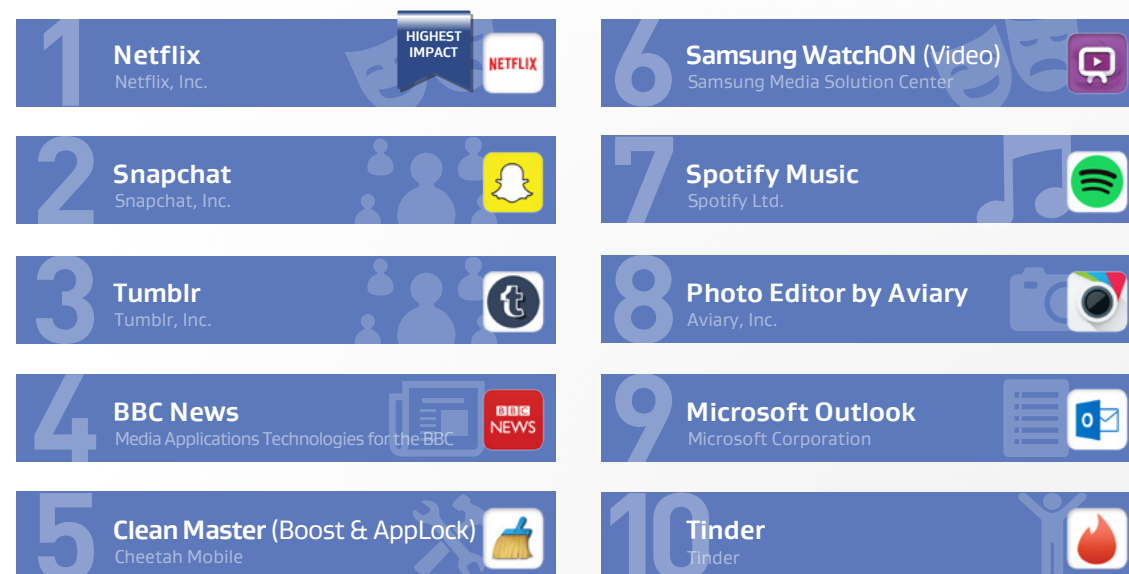 1
Netflix
Netflix, Inc.
HIGHEST
IMPACT
NETFLIX
2
Snapchat
Snapchat, Inc.
3
Tumblr
Tumblr, Inc.
t
4
BBC News
Media Applications Technologies for the BBC
BBC
NEWS
5
Clean Master (Boost & AppLock)
Cheetah Mobile
6
Samsung WatchON (Video)
Samsung Media Solution Center
7
Spotify Music
Spotify Ltd.
8
Photo Editor by Aviary
Aviary, Inc.
9
Microsoft Outlook
Microsoft Corporation
o
10
Tinder
Tinder